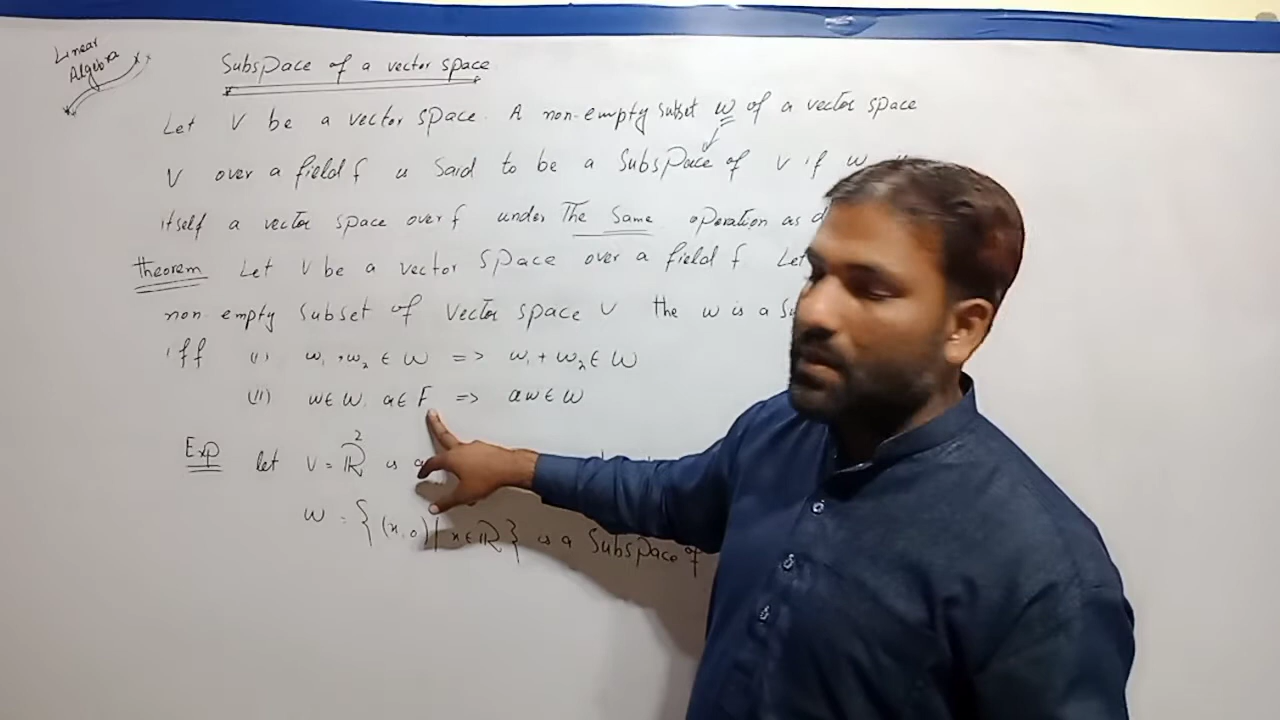 Linear
Algebra
Subspace of a vector space
Let V be a vector space. A non-empty subset W of a vector space
V over a field f is said to be a Subspace of V if W
itself a vector space over f under The Same operation as d
Theorem Let V be a vector space over a field f Let
non empty subset of vector space V the W is a S
iff (i) w₁, w₂ ∈ W => w₁ + w₂ ∈ W
(ii) w ∈ W, a ∈ F => aw ∈ W
Exp let V = ℝ² is a
W = {(x, 0) | x ∈ ℝ} is a Subspace of